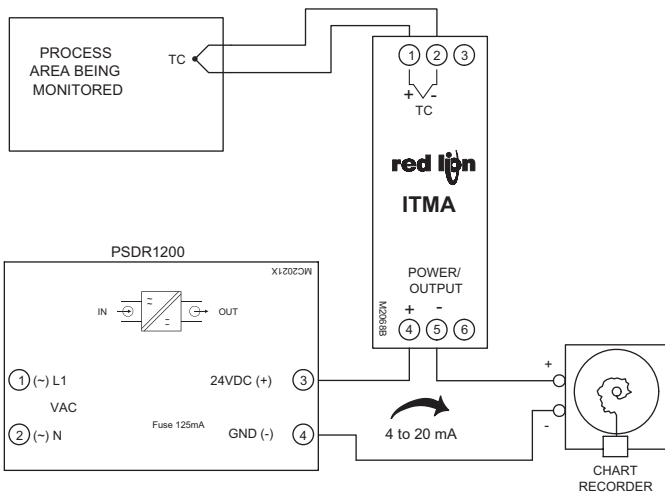 PROCESS
AREA BEING
MONITORED
TC
1 2 3
+ -
TC
red lion
ITMA
POWER/
OUTPUT
+ -
4 5 6
M2068B
PSDR1200
MC2021X
IN OUT
~ =
1 (~) L1
VAC
2 (~) N
Fuse 125mA
24VDC (+) 3
GND (-) 4
4 to 20 mA
+
-
CHART
RECORDER